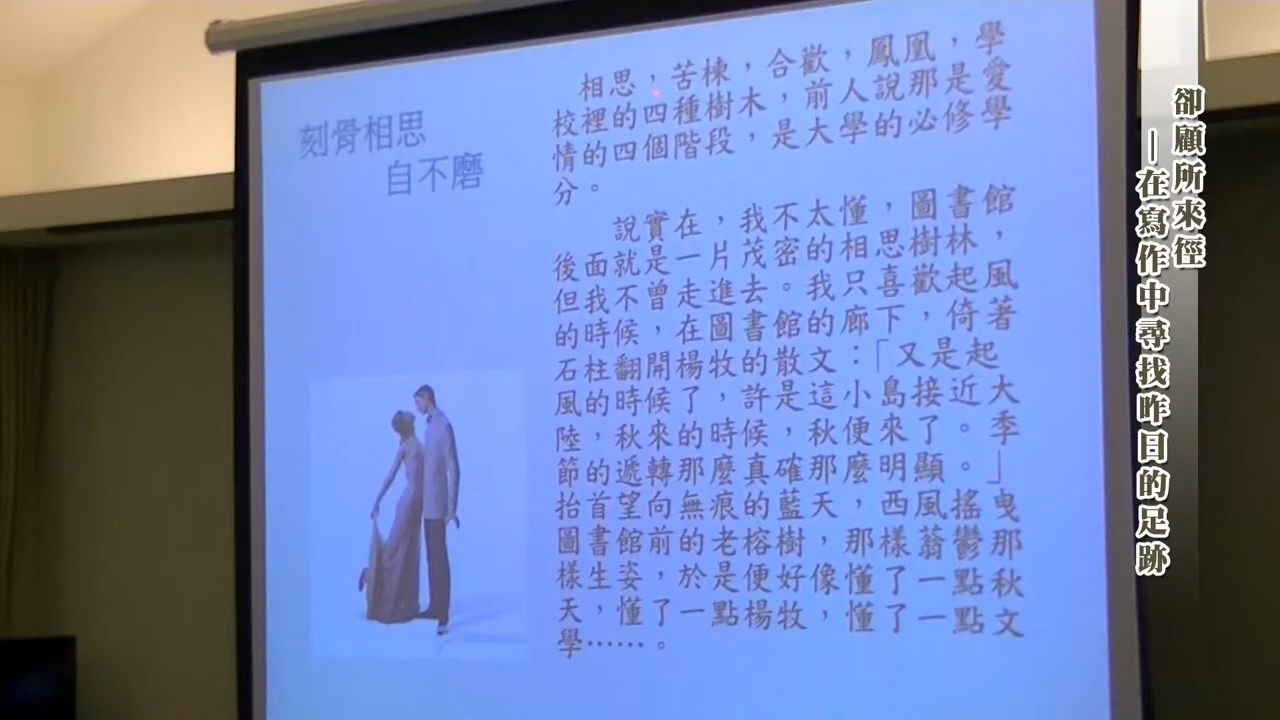 刻骨相思
自不磨
相思，苦楝，合歡，鳳凰，學
校裡的四種樹木，前人說那是愛
情的四個階段，是大學的必修學
分。
說實在，我不太懂，圖書館
後面就是一片茂密的相思樹林，
但我不曾走進去。我只喜歡起風
的時候，在圖書館的廊下，倚著
石柱翻開楊牧的散文：「又是起
風的時候了，許是這小島接近大
陸，秋來的時候，秋便來了。季
節的遞轉那麼真確那麼明顯。」
抬首望向無痕的藍天，西風搖曳
圖書館前的老榕樹，那樣蓊鬱那
樣生姿，於是便好像懂了一點秋
天，懂了一點楊牧，懂了一點文
學……。
卻顧所來徑
—在寫作中尋找昨日的足跡